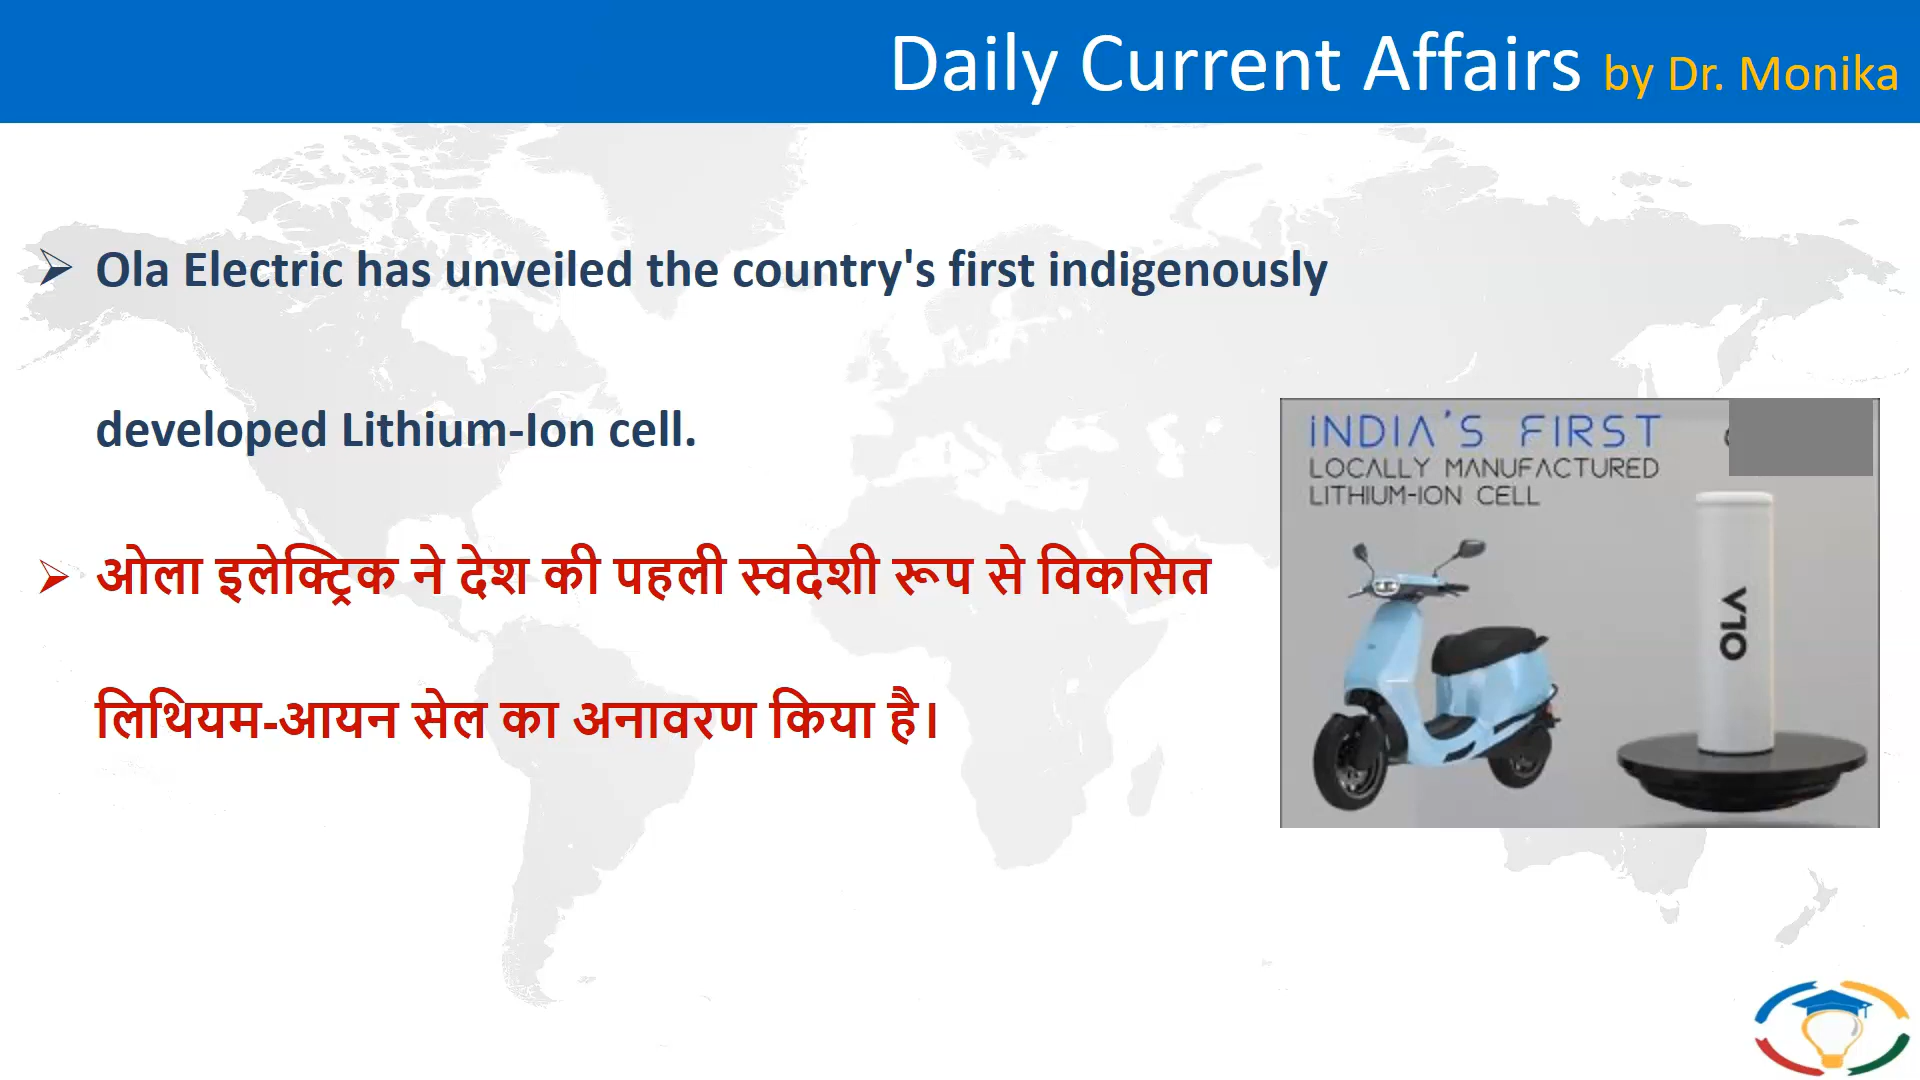 Daily Current Affairs by Dr. Monika
Ola Electric has unveiled the country's first indigenously
developed Lithium-Ion cell.
ओला इलेक्ट्रिक ने देश की पहली स्वदेशी रूप से विकसित
लिथियम-आयन सेल का अनावरण किया है।
INDIA'S FIRST
LOCALLY MANUFACTURED
LITHIUM-ION CELL
OLA